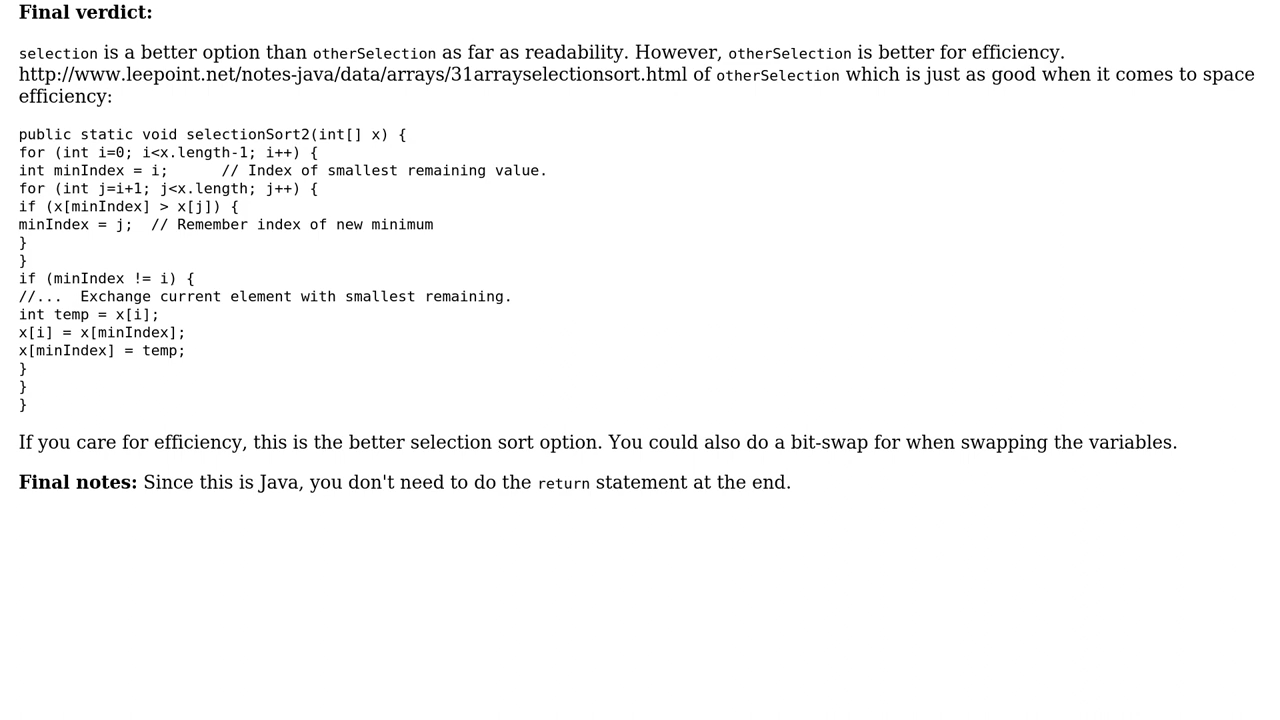 Final verdict:
selection is a better option than otherSelection as far as readability. However, otherSelection is better for efficiency.
http://www.leepoint.net/notes-java/data/arrays/31arrayselectionsort.html of otherSelection which is just as good when it comes to space
efficiency:
public static void selectionSort2(int[] x) {
for (int i=0; i<x.length-1; i++) {
int minIndex = i;      // Index of smallest remaining value.
for (int j=i+1; j<x.length; j++) {
if (x[minIndex] > x[j]) {
minIndex = j;  // Remember index of new minimum
}
}
if (minIndex != i) {
//...  Exchange current element with smallest remaining.
int temp = x[i];
x[i] = x[minIndex];
x[minIndex] = temp;
}
}
}
If you care for efficiency, this is the better selection sort option. You could also do a bit-swap for when swapping the variables.
Final notes: Since this is Java, you don't need to do the return statement at the end.